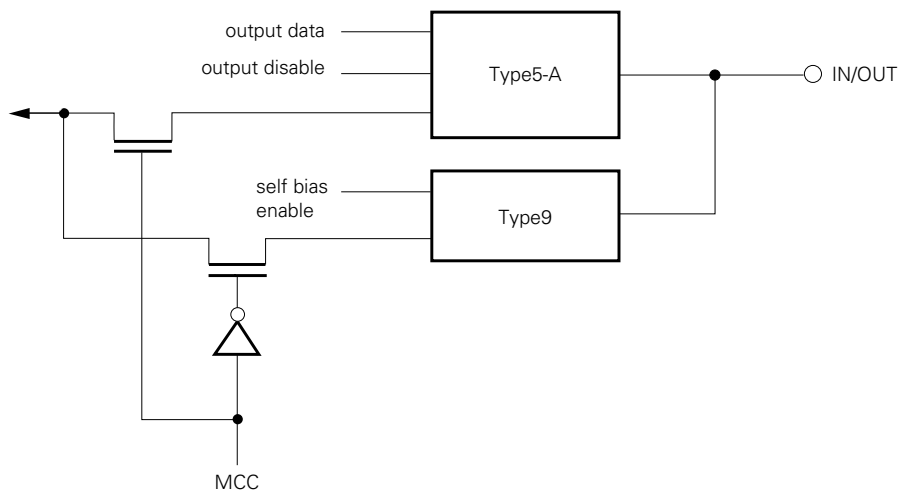 output data
output disable
Type5-A
IN/OUT
self bias
enable
Type9
MCC